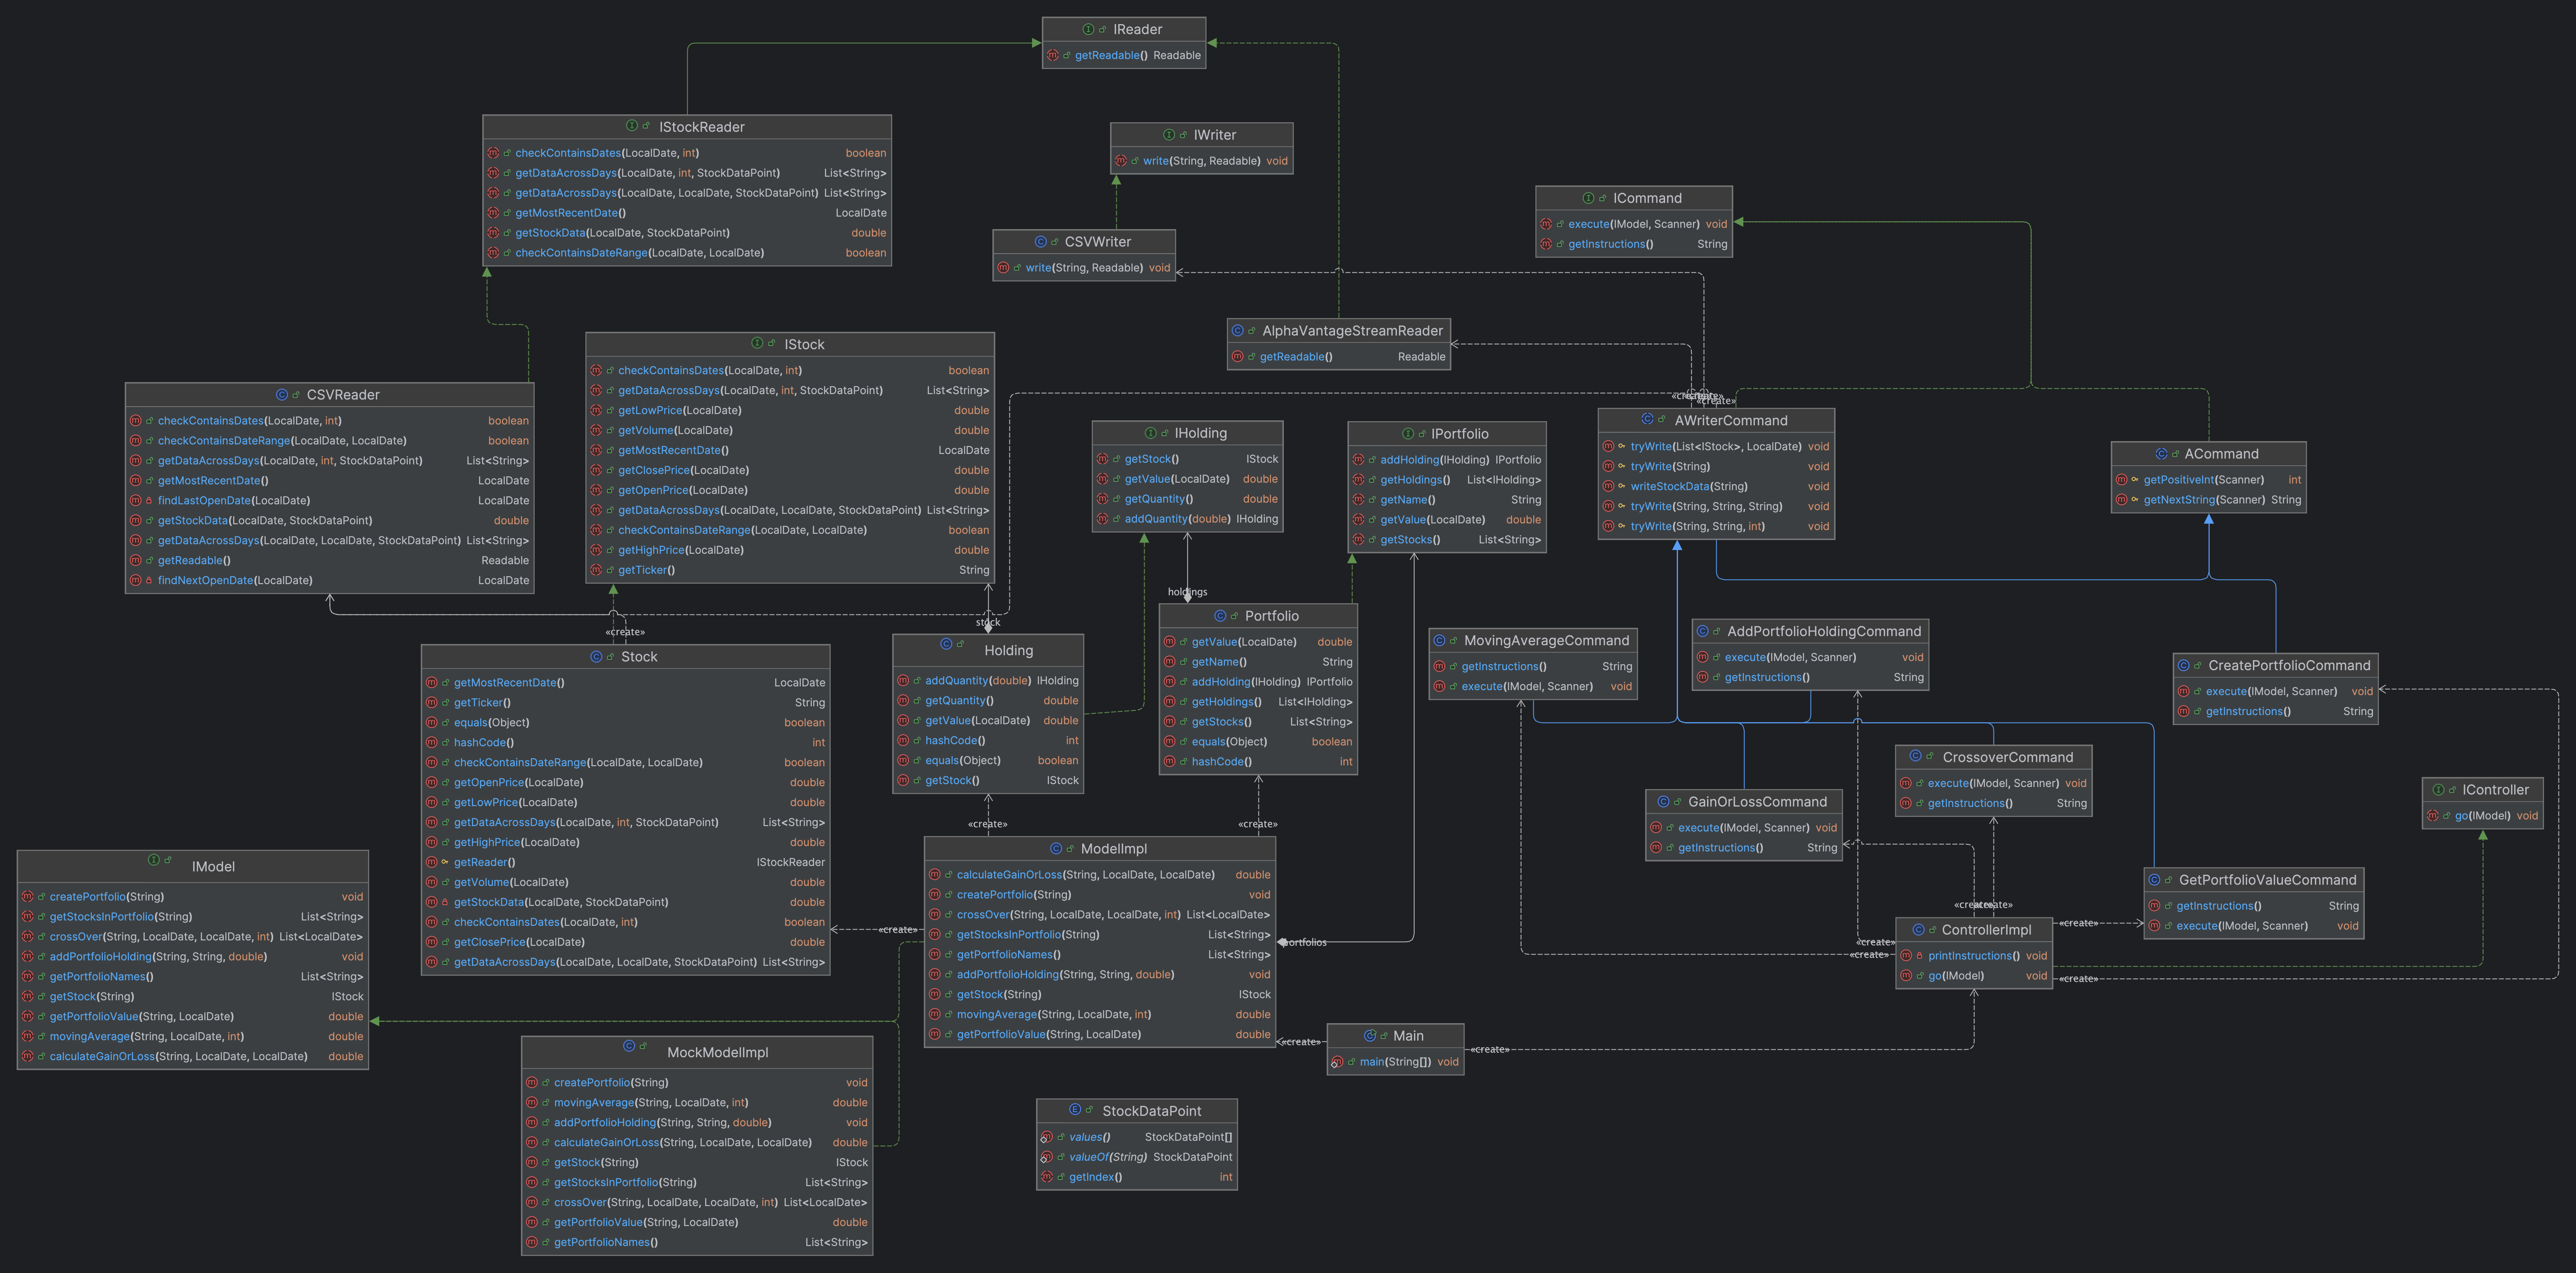 IReader
getReadable() Readable
IStockReader
checkContainsDates(LocalDate, int) boolean
getDataAcrossDays(LocalDate, int, StockDataPoint) List<String>
getDataAcrossDays(LocalDate, LocalDate, StockDataPoint) List<String>
getMostRecentDate() LocalDate
getStockData(LocalDate, StockDataPoint) double
checkContainsDateRange(LocalDate, LocalDate) boolean
IWriter
write(String, Readable) void
CSVWriter
write(String, Readable) void
ICommand
execute(IModel, Scanner) void
getInstructions() String
AlphaVantageStreamReader
getReadable() Readable
CSVReader
checkContainsDates(LocalDate, int) boolean
checkContainsDateRange(LocalDate, LocalDate) boolean
getDataAcrossDays(LocalDate, int, StockDataPoint) List<String>
getMostRecentDate() LocalDate
findLastOpenDate(LocalDate) LocalDate
getStockData(LocalDate, StockDataPoint) double
getDataAcrossDays(LocalDate, LocalDate, StockDataPoint) List<String>
getReadable() Readable
findNextOpenDate(LocalDate) LocalDate
IStock
checkContainsDates(LocalDate, int) boolean
getDataAcrossDays(LocalDate, int, StockDataPoint) List<String>
getLowPrice(LocalDate) double
getVolume(LocalDate) double
getMostRecentDate() LocalDate
getClosePrice(LocalDate) double
getOpenPrice(LocalDate) double
getDataAcrossDays(LocalDate, LocalDate, StockDataPoint) List<String>
checkContainsDateRange(LocalDate, LocalDate) boolean
getHighPrice(LocalDate) double
getTicker() String
IHolding
getStock() IStock
getValue(LocalDate) double
getQuantity() double
addQuantity(double) IHolding
IPortfolio
addHolding(IHolding) IPortfolio
getHoldings() List<IHolding>
getName() String
getValue(LocalDate) double
getStocks() List<String>
AWriterCommand
tryWrite(List<IStock>, LocalDate) void
tryWrite(String) void
writeStockData(String) void
tryWrite(String, String, String) void
tryWrite(String, String, int) void
ACommand
getPositiveInt(Scanner) int
getNextString(Scanner) String
holdings
stock
«create»
Stock
getMostRecentDate() LocalDate
getTicker() String
equals(Object) boolean
hashCode() int
checkContainsDateRange(LocalDate, LocalDate) boolean
getOpenPrice(LocalDate) double
getLowPrice(LocalDate) double
getDataAcrossDays(LocalDate, int, StockDataPoint) List<String>
getHighPrice(LocalDate) double
getReader() IStockReader
getVolume(LocalDate) double
getStockData(LocalDate, StockDataPoint) double
checkContainsDates(LocalDate, int) boolean
getClosePrice(LocalDate) double
getDataAcrossDays(LocalDate, LocalDate, StockDataPoint) List<String>
Holding
addQuantity(double) IHolding
getQuantity() double
getValue(LocalDate) double
hashCode() int
equals(Object) boolean
getStock() IStock
Portfolio
getValue(LocalDate) double
getName() String
addHolding(IHolding) IPortfolio
getHoldings() List<IHolding>
getStocks() List<String>
equals(Object) boolean
hashCode() int
MovingAverageCommand
getInstructions() String
execute(IModel, Scanner) void
AddPortfolioHoldingCommand
execute(IModel, Scanner) void
getInstructions() String
CreatePortfolioCommand
execute(IModel, Scanner) void
getInstructions() String
CrossoverCommand
execute(IModel, Scanner) void
getInstructions() String
GainOrLossCommand
execute(IModel, Scanner) void
getInstructions() String
IController
go(IModel) void
GetPortfolioValueCommand
getInstructions() String
execute(IModel, Scanner) void
«create»
«create»
IModel
createPortfolio(String) void
getStocksInPortfolio(String) List<String>
crossOver(String, LocalDate, LocalDate, int) List<LocalDate>
addPortfolioHolding(String, String, double) void
getPortfolioNames() List<String>
getStock(String) IStock
getPortfolioValue(String, LocalDate) double
movingAverage(String, LocalDate, int) double
calculateGainOrLoss(String, LocalDate, LocalDate) double
«create»
ModelImpl
calculateGainOrLoss(String, LocalDate, LocalDate) double
createPortfolio(String) void
crossOver(String, LocalDate, LocalDate, int) List<LocalDate>
getStocksInPortfolio(String) List<String>
getPortfolioNames() List<String>
addPortfolioHolding(String, String, double) void
getStock(String) IStock
movingAverage(String, LocalDate, int) double
getPortfolioValue(String, LocalDate) double
portfolios
«create»
«create»
«create»
«create»
ControllerImpl
printInstructions() void
go(IModel) void
«create»
Main
main(String[]) void
«create»
MockModelImpl
createPortfolio(String) void
movingAverage(String, LocalDate, int) double
addPortfolioHolding(String, String, double) void
calculateGainOrLoss(String, LocalDate, LocalDate) double
getStock(String) IStock
getStocksInPortfolio(String) List<String>
crossOver(String, LocalDate, LocalDate, int) List<LocalDate>
getPortfolioValue(String, LocalDate) double
getPortfolioNames() List<String>
StockDataPoint
values() StockDataPoint[]
valueOf(String) StockDataPoint
getIndex() int